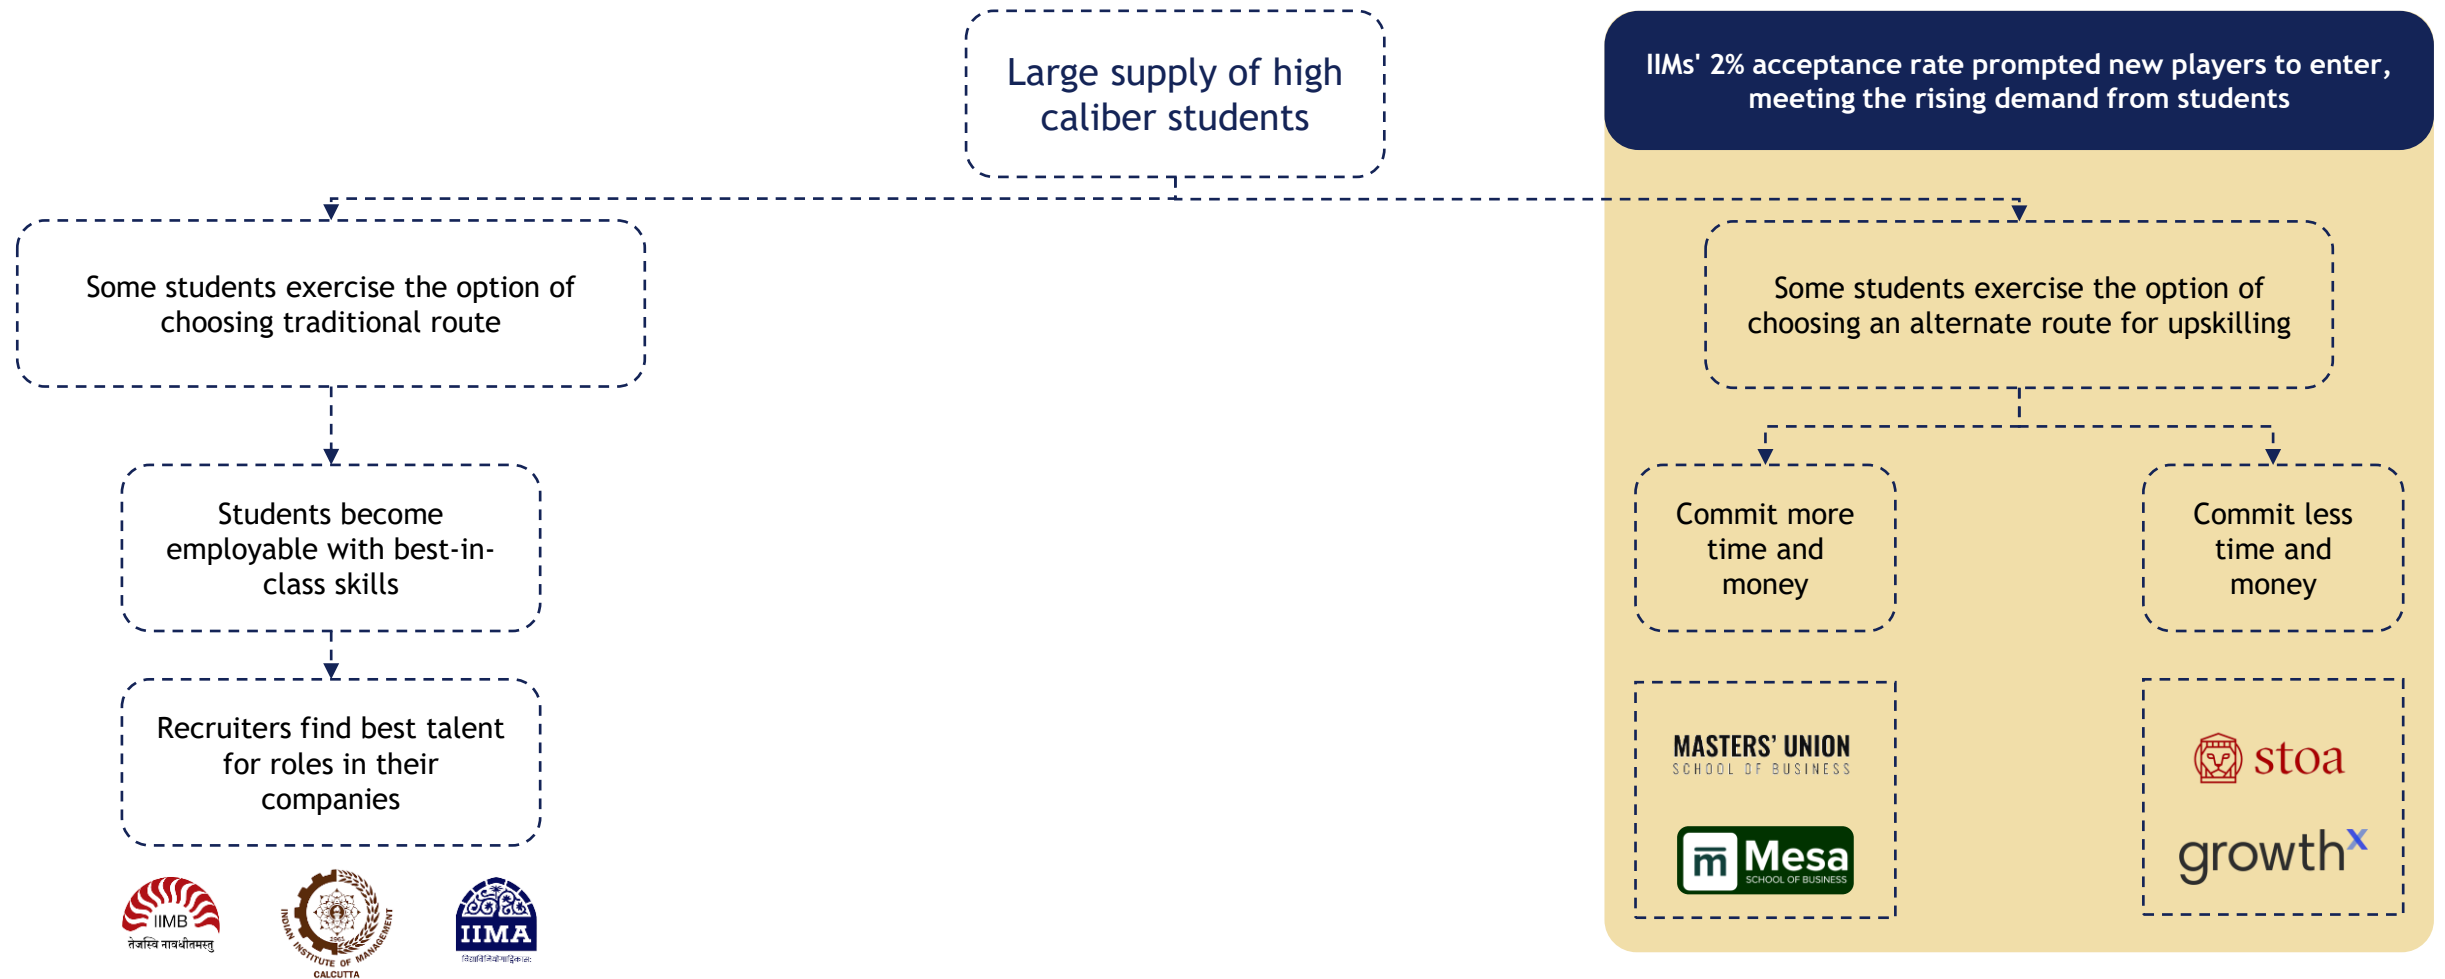 Large supply of high
caliber students
IIMs' 2% acceptance rate prompted new players to enter,
meeting the rising demand from students
Some students exercise the option of
choosing traditional route
Some students exercise the option of
choosing an alternate route for upskilling
Students become
employable with best-in-
class skills
Commit more
time and
money
Commit less
time and
money
Recruiters find best talent
for roles in their
companies
MASTERS' UNION
SCHOOL OF BUSINESS
stoa
m Mesa
SCHOOL OF BUSINESS
growthx
IIMB
तेजस्वि नावधीतमस्तु
INDIAN INSTITUTE OF MANAGEMENT
CALCUTTA
IIMA